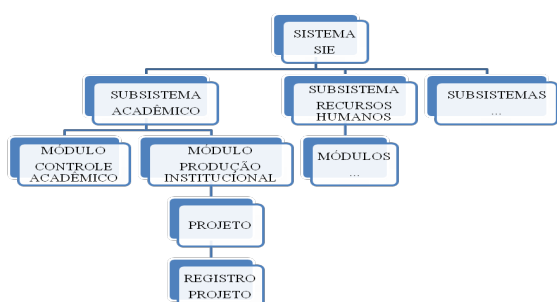 SISTEMA
SIE
SUBSISTEMA
ACADÊMICO
SUBSISTEMA
RECURSOS
HUMANOS
SUBSISTEMAS
...
MÓDULO
CONTROLE
ACADÊMICO
MÓDULO
PRODUÇÃO
INSTITUCIONAL
MÓDULOS
...
PROJETO
REGISTRO
PROJETO